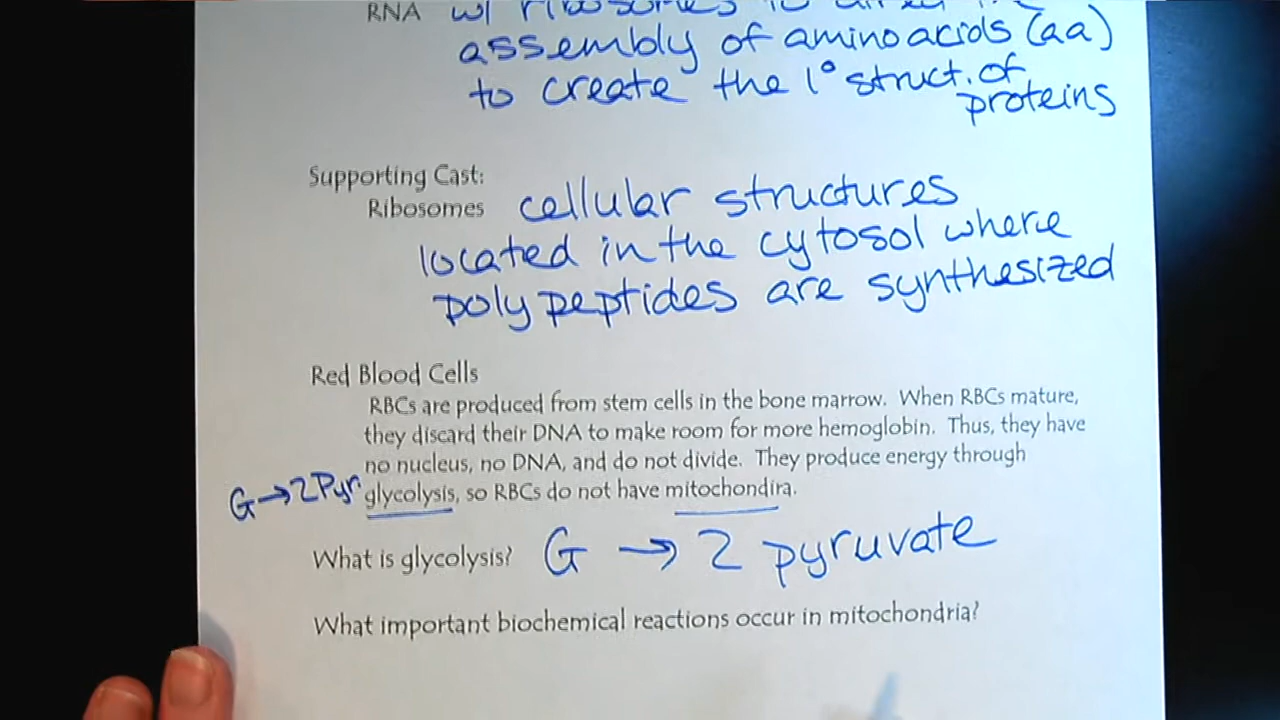 RNA w/ ribosomes to
assembly of amino acids (aa)
to create the 1° struct. of
proteins
Supporting Cast:
Ribosomes cellular structures
located in the cytosol where
polypeptides are synthesized
Red Blood Cells
RBCs are produced from stem cells in the bone marrow. When RBCs mature,
they discard their DNA to make room for more hemoglobin. Thus, they have
no nucleus, no DNA, and do not divide. They produce energy through
G→2Pyr glycolysis, so RBCs do not have mitochondira.
What is glycolysis? G → 2 pyruvate
What important biochemical reactions occur in mitochondria?